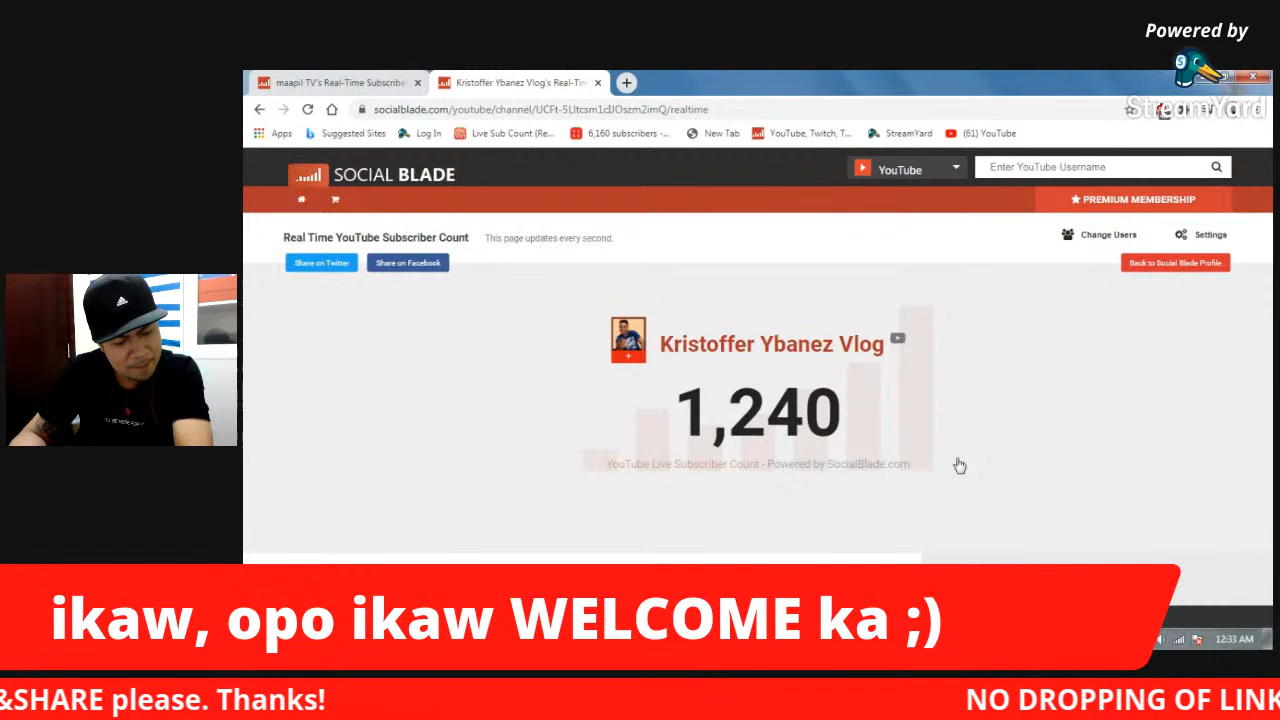 Powered by
StreamYard
maapil TV's Real-Time Subscribe
Kristoffer Ybanez Vlog's Real-Tim
socialblade.com/youtube/channel/
/realtime
Apps
Suggested Sites
Log In
Live Sub Count (Re...
6,160 subscribers -...
New Tab
YouTube, Twitch, T...
StreamYard
(61) YouTube
SOCIAL BLADE
YouTube
Enter YouTube Username
PREMIUM MEMBERSHIP
Real Time YouTube Subscriber Count
This page updates every second.
Change Users
Settings
Share on Twitter
Share on Facebook
Back to Social Blade Profile
Kristoffer Ybanez Vlog
1,240
YouTube Live Subscriber Count - Powered by SocialBlade.com
I'LL BE HERE FOR
ikaw, opo ikaw WELCOME ka ;)
12:33 AM
&SHARE please. Thanks!
NO DROPPING OF LINK